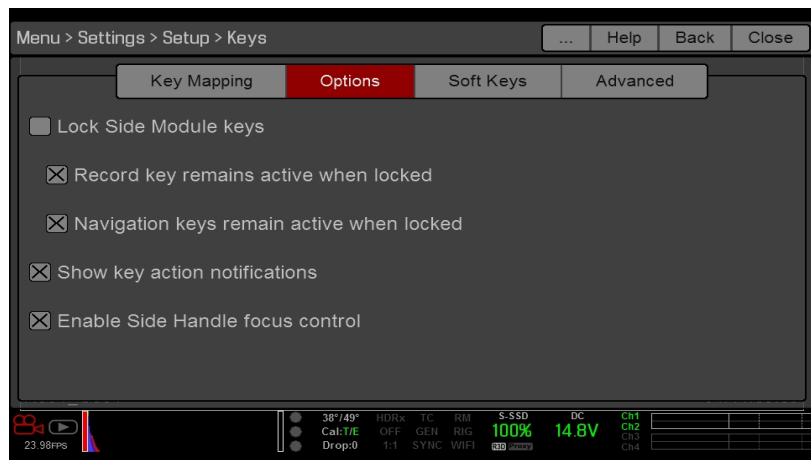 Menu > Settings > Setup > Keys ... Help Back Close
Key Mapping Options Soft Keys Advanced
Lock Side Module keys
Record key remains active when locked
Navigation keys remain active when locked
Show key action notifications
Enable Side Handle focus control
38°/49° HDRx TC RM S-SSD DC Ch1
Cal:T/E OFF GEN RIG 100% 14.8V Ch2
23.98FPS Drop:0 1:1 SYNC WIFI R3D Proxy Ch3
Ch4